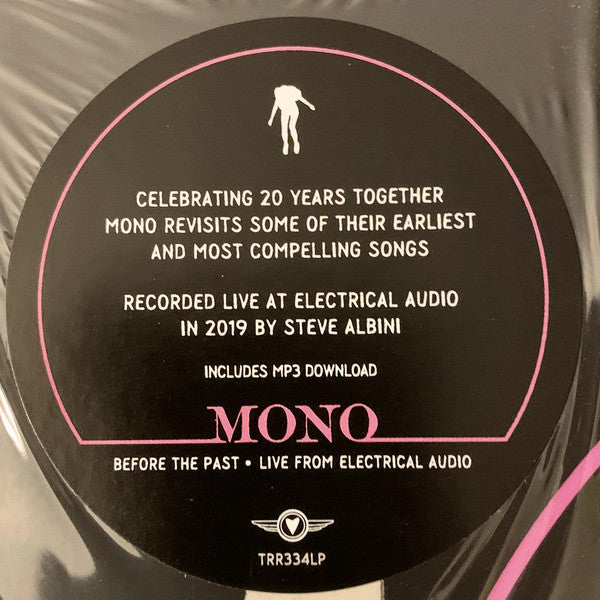 CELEBRATING 20 YEARS TOGETHER
MONO REVISITS SOME OF THEIR EARLIEST
AND MOST COMPELLING SONGS
RECORDED LIVE AT ELECTRICAL AUDIO
IN 2019 BY STEVE ALBINI
INCLUDES MP3 DOWNLOAD
MONO
BEFORE THE PAST • LIVE FROM ELECTRICAL AUDIO
TRR334LP